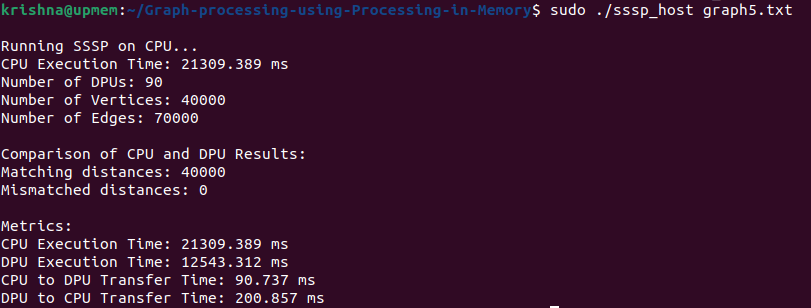 krishna@upmem:~/Graph-processing-using-Processing-in-Memory$ sudo ./sssp_host graph5.txt
Running SSSP on CPU...
CPU Execution Time: 21309.389 ms
Number of DPUs: 90
Number of Vertices: 40000
Number of Edges: 70000
Comparison of CPU and DPU Results:
Matching distances: 40000
Mismatched distances: 0
Metrics:
CPU Execution Time: 21309.389 ms
DPU Execution Time: 12543.312 ms
CPU to DPU Transfer Time: 90.737 ms
DPU to CPU Transfer Time: 200.857 ms